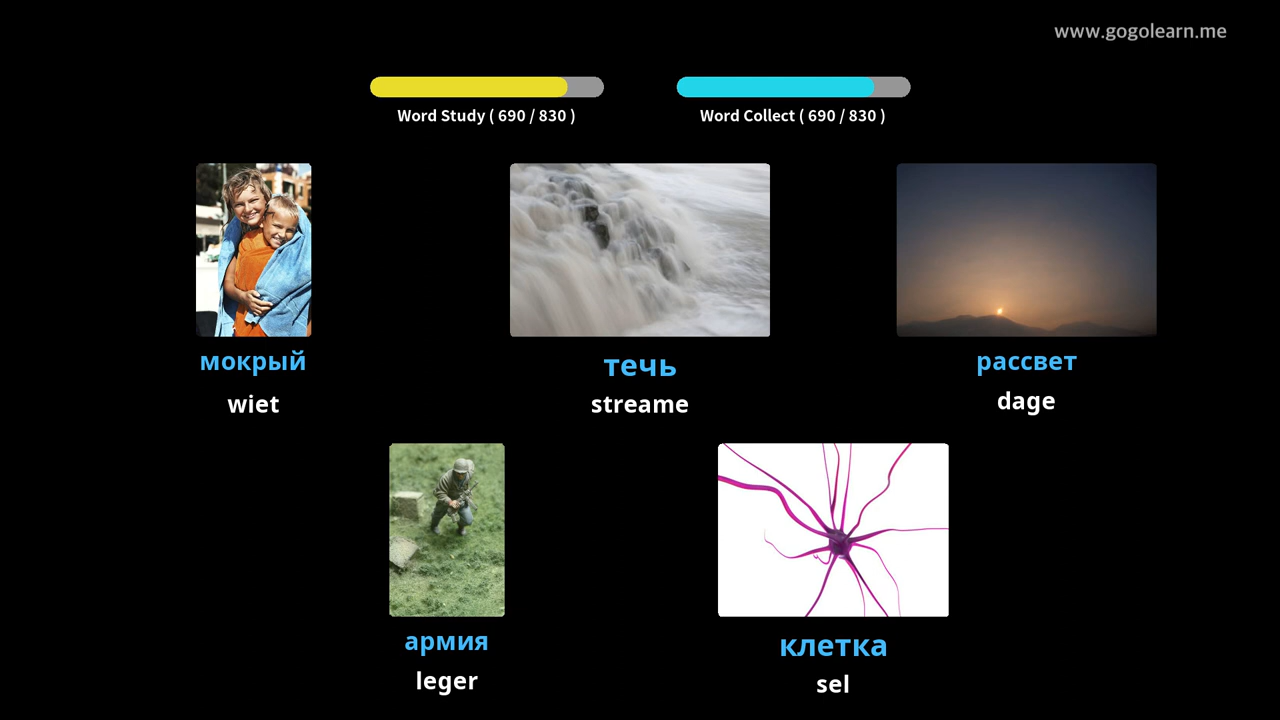 www.gogolearn.me
Word Study ( 690 / 830 )
Word Collect ( 690 / 830 )
мокрый
wiet
течь
streame
рассвет
dage
армия
leger
клетка
sel